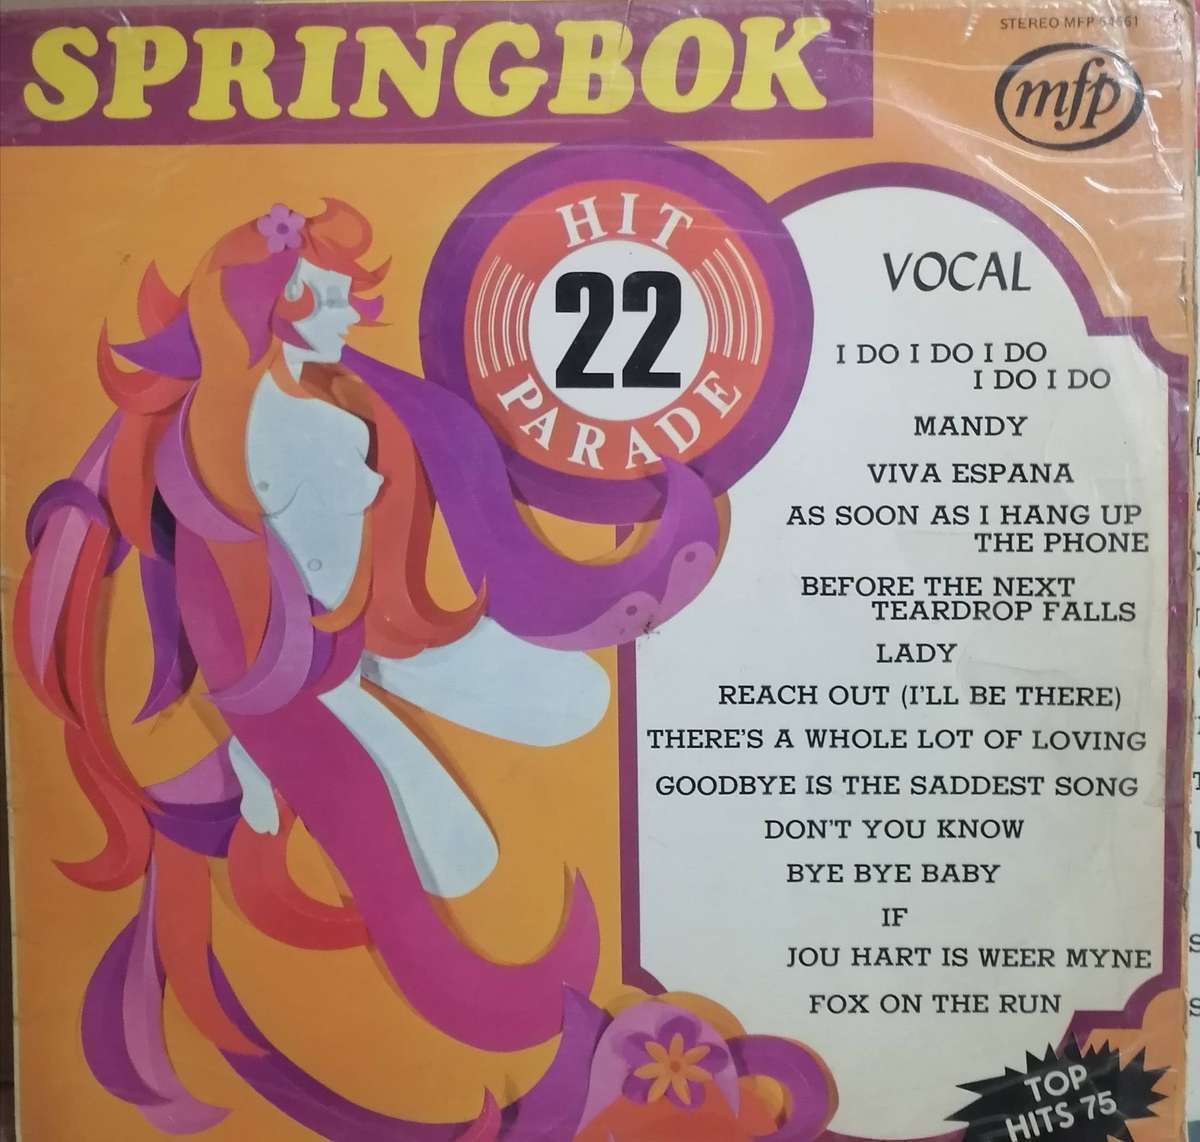 SPRINGBOK
STEREO MFP
mfp
HIT
22
PARADE
VOCAL
I DO I DO I DO
I DO I DO
MANDY
VIVA ESPANA
AS SOON AS I HANG UP
THE PHONE
BEFORE THE NEXT
TEARDROP FALLS
LADY
REACH OUT (I'LL BE THERE)
THERE'S A WHOLE LOT OF LOVING
GOODBYE IS THE SADDEST SONG
DON'T YOU KNOW
BYE BYE BABY
IF
JOU HART IS WEER MYNE
FOX ON THE RUN
TOP
HITS 75